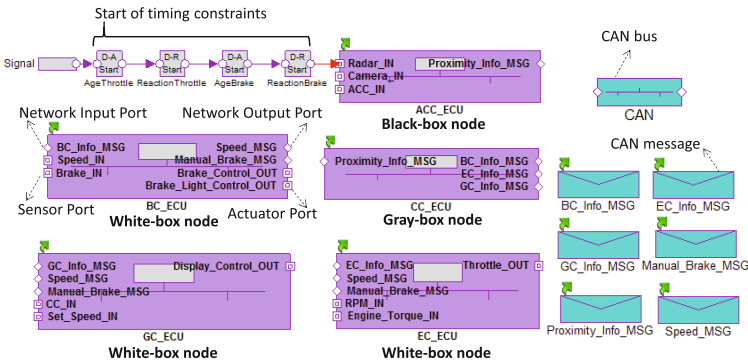 Start of timing constraints
Signal
D-A
Start
AgeThrottle
D-R
Start
ReactionThrottle
D-A
Start
AgeBrake
D-R
Start
ReactionBrake
Radar_IN
Camera_IN
ACC_IN
Proximity_Info_MSG
ACC_ECU
Black-box node
CAN bus
CAN
Network Input Port
Network Output Port
BC_Info_MSG
Speed_IN
Brake_IN
Speed_MSG
Manual_Brake_MSG
Brake_Control_OUT
Brake_Light_Control_OUT
BC_ECU
Sensor Port
White-box node
Actuator Port
Proximity_Info_MSG
BC_Info_MSG
EC_Info_MSG
GC_Info_MSG
CC_ECU
Gray-box node
CAN message
BC_Info_MSG
EC_Info_MSG
GC_Info_MSG
Manual_Brake_MSG
Proximity_Info_MSG
Speed_MSG
GC_Info_MSG
Speed_MSG
Manual_Brake_MSG
CC_IN
Set_Speed_IN
Display_Control_OUT
GC_ECU
White-box node
EC_Info_MSG
Speed_MSG
Manual_Brake_MSG
RPM_IN
Engine_Torque_IN
Throttle_OUT
EC_ECU
White-box node